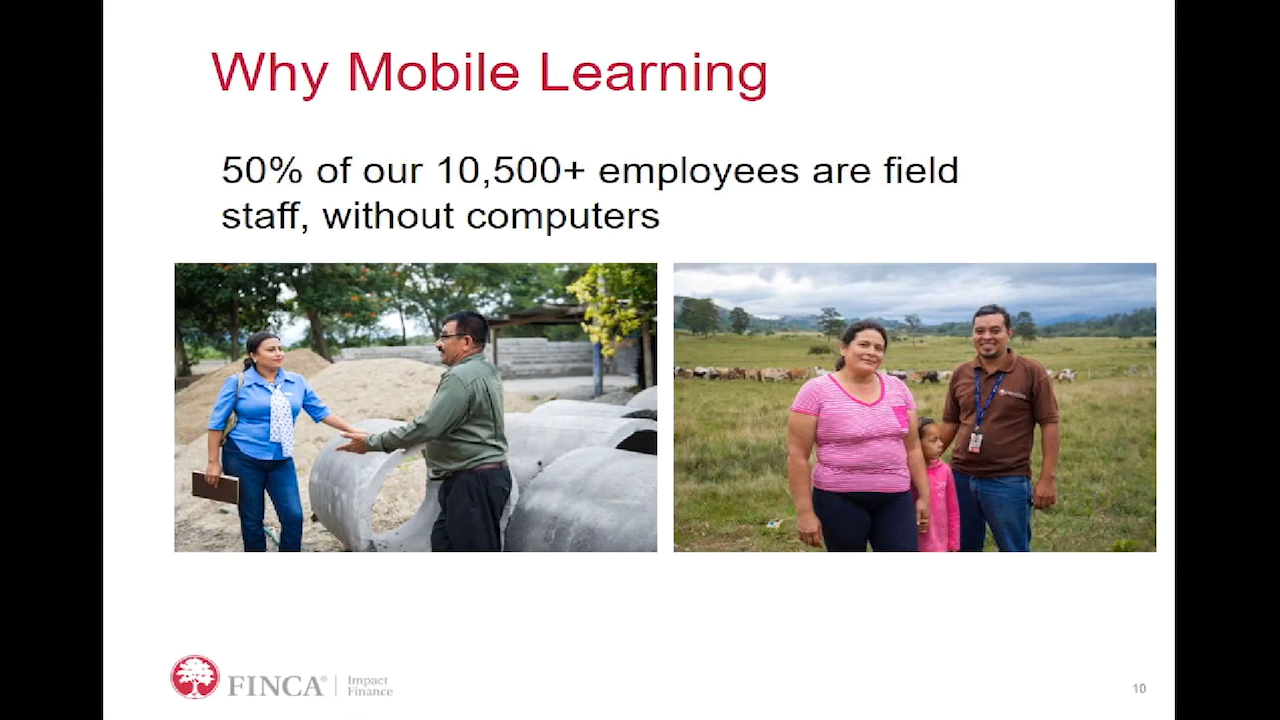 Why Mobile Learning
50% of our 10,500+ employees are field
staff, without computers
FINCA®
Impact
Finance
10